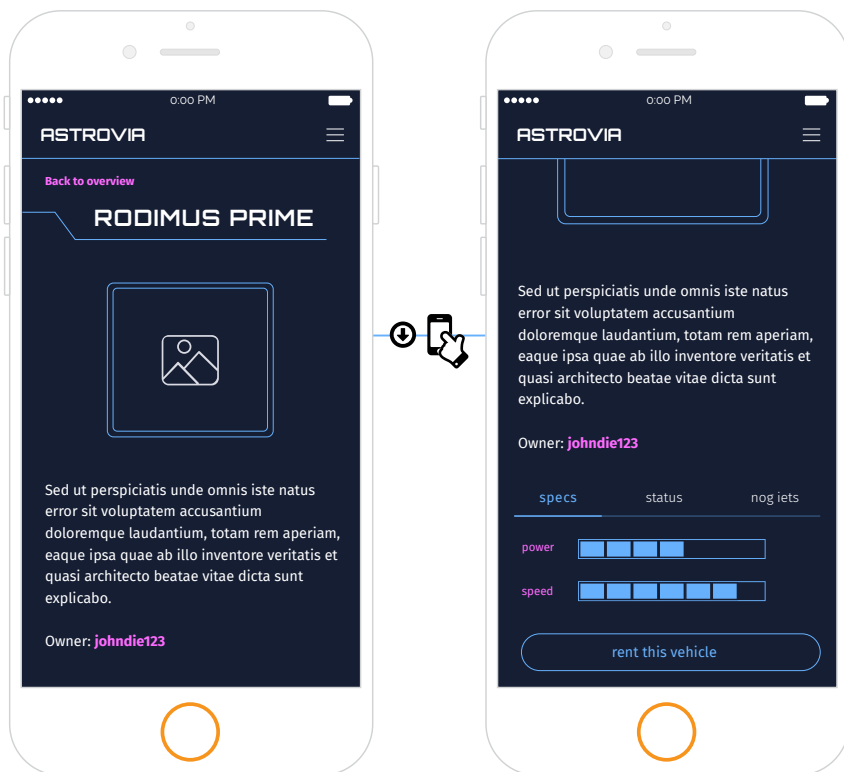 0:00 PM
ASTROVIA
Back to overview
RODIMUS PRIME
Sed ut perspiciatis unde omnis iste natus
error sit voluptatem accusantium
doloremque laudantium, totam rem aperiam,
eaque ipsa quae ab illo inventore veritatis et
quasi architecto beatae vitae dicta sunt
explicabo.
Owner: johndie123
0:00 PM
ASTROVIA
Sed ut perspiciatis unde omnis iste natus
error sit voluptatem accusantium
doloremque laudantium, totam rem aperiam,
eaque ipsa quae ab illo inventore veritatis et
quasi architecto beatae vitae dicta sunt
explicabo.
Owner: johndie123
specs status nog iets
power
speed
rent this vehicle